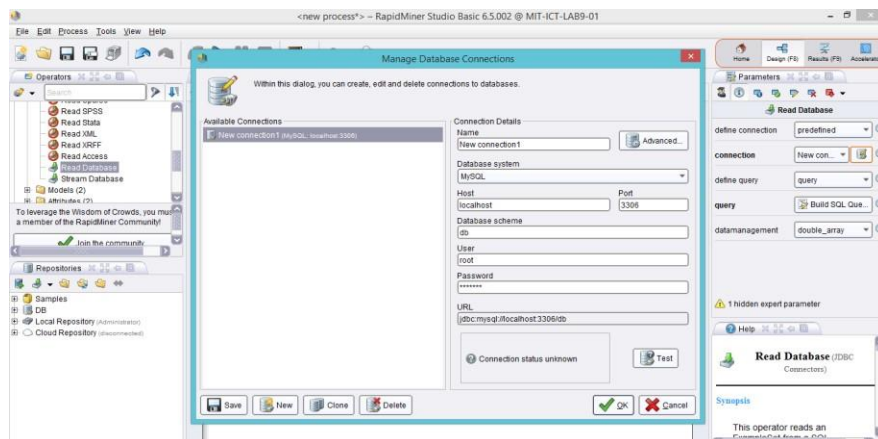 <new process*> – RapidMiner Studio Basic 6.5.002 @ MIT-ICT-LAB9-01
File Edit Process Tools View Help
Home Design (F8) Results (F9) Accelerato
Operators
Search
Read SPSS
Read Stata
Read XML
Read XRFF
Read Access
Read Database
Stream Database
Models (2)
Attributes (2)
To leverage the Wisdom of Crowds, you mus
a member of the RapidMiner Community!
Join the community
Repositories
Samples
DB
Local Repository (Administrator)
Cloud Repository (disconnected)
Manage Database Connections
Within this dialog, you can create, edit and delete connections to databases.
Available Connections
New connection1 (MySQL: localhost:3306)
Connection Details
Name
New connection1
Advanced...
Database system
MySQL
Host Port
localhost 3306
Database scheme
db
User
root
Password
*******
URL
jdbc:mysql://localhost:3306/db
Connection status unknown
Test
Save New Clone Delete
OK Cancel
Parameters
Read Database
define connection predefined
connection New con...
define query query
query Build SQL Que...
datamanagement double_array
1 hidden expert parameter
Help
Read Database (JDBC
Connectors)
Synopsis
This operator reads an